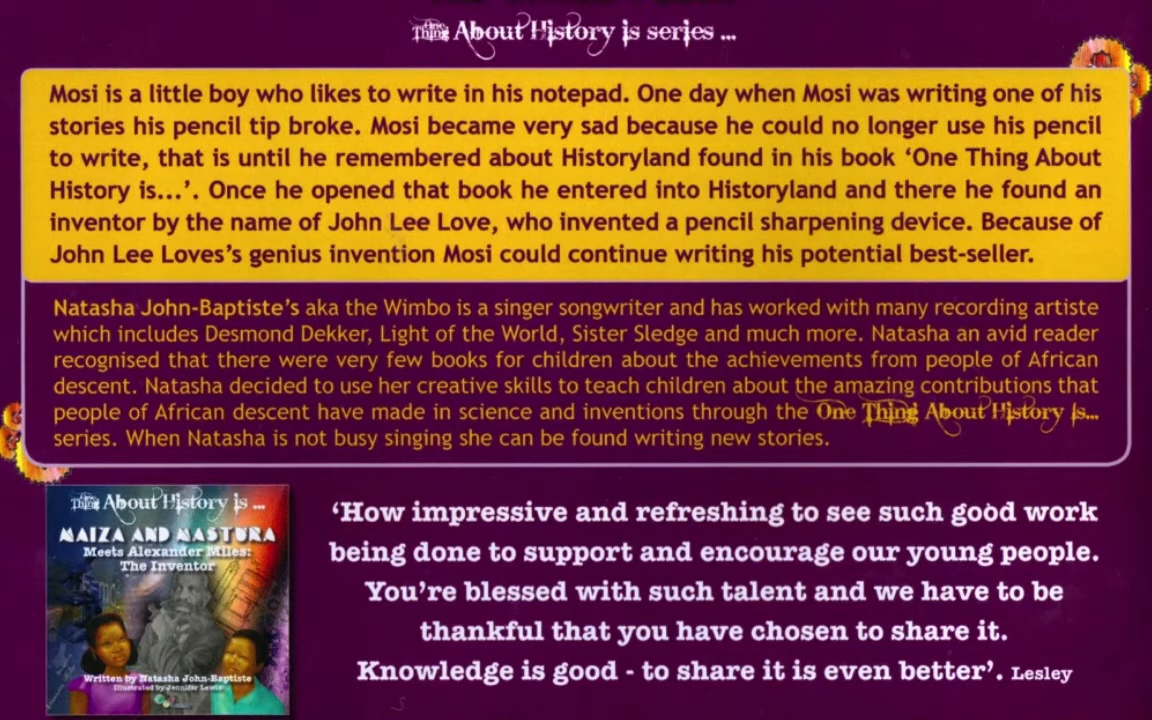 One Thing About History is series ...
Mosi is a little boy who likes to write in his notepad. One day when Mosi was writing one of his
stories his pencil tip broke. Mosi became very sad because he could no longer use his pencil
to write, that is until he remembered about Historyland found in his book ‘One Thing About
History is...’. Once he opened that book he entered into Historyland and there he found an
inventor by the name of John Lee Love, who invented a pencil sharpening device. Because of
John Lee Loves’s genius invention Mosi could continue writing his potential best-seller.
Natasha John-Baptiste’s aka the Wimbo is a singer songwriter and has worked with many recording artiste
which includes Desmond Dekker, Light of the World, Sister Sledge and much more. Natasha an avid reader
recognised that there were very few books for children about the achievements from people of African
descent. Natasha decided to use her creative skills to teach children about the amazing contributions that
people of African descent have made in science and inventions through the One Thing About History is...
series. When Natasha is not busy singing she can be found writing new stories.
One Thing About History is ...
MAIZA AND MASTURA
Meets Alexander Miles:
The Inventor
Written by Natasha John-Baptiste
Illustrated by Jennifer Lewis
‘How impressive and refreshing to see such good work
being done to support and encourage our young people.
You’re blessed with such talent and we have to be
thankful that you have chosen to share it.
Knowledge is good - to share it is even better’. Lesley